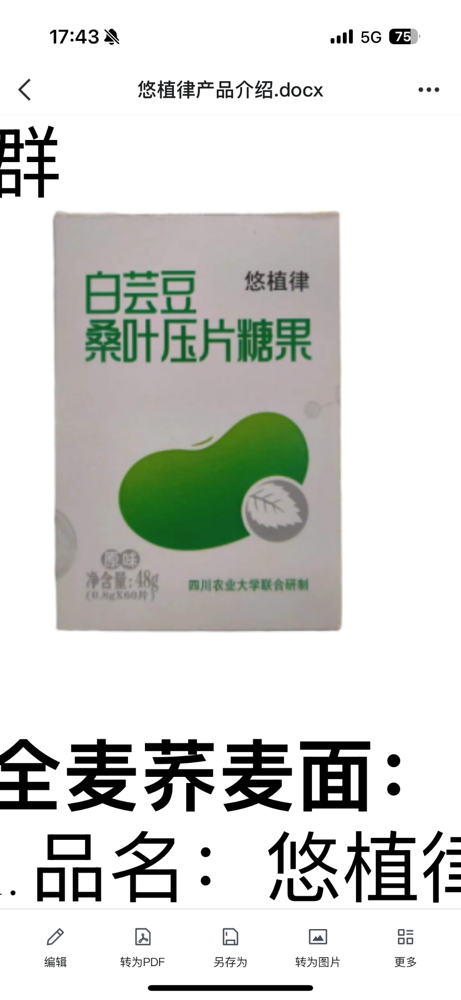 17:43 5G 75
悠植律产品介绍.docx
群
白芸豆 悠植律
桑叶压片糖果
原味
净含量:48g
(0.8gX60片)
四川农业大学联合研制
全麦荞麦面：
品名：悠植律
编辑 转为PDF 另存为 转为图片 更多